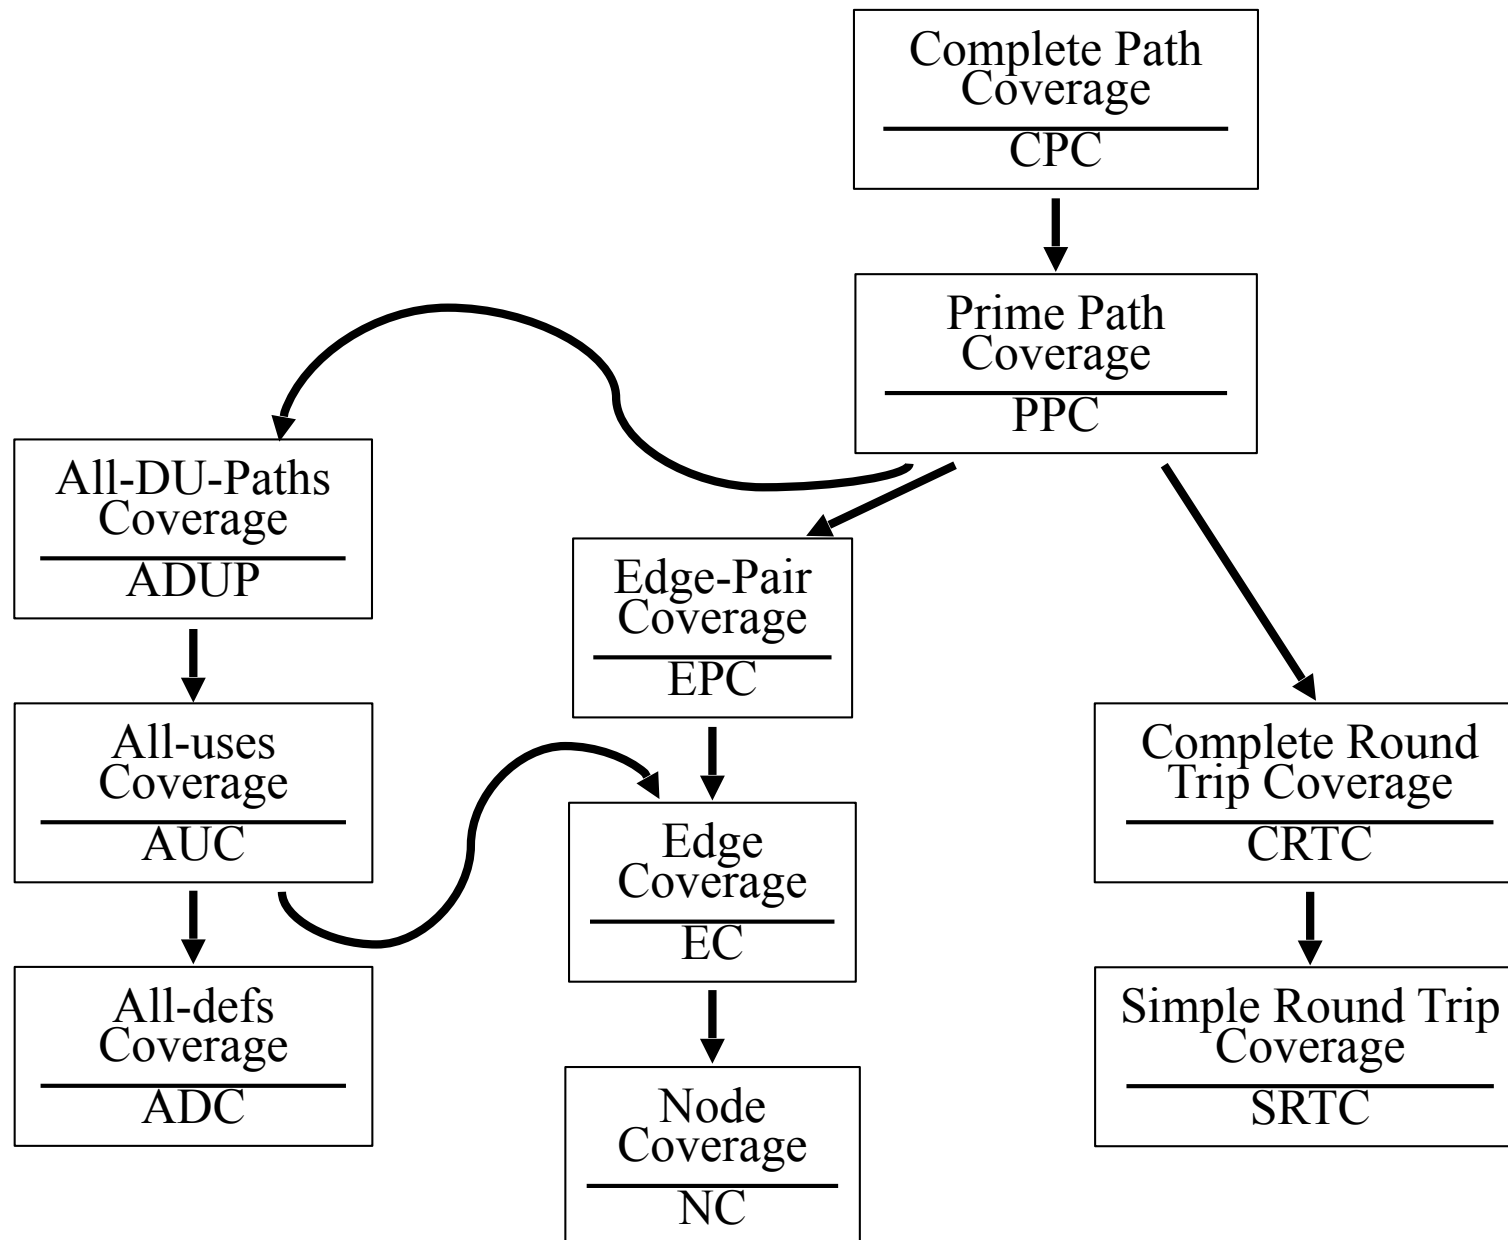 Complete Path
Coverage
CPC
Prime Path
Coverage
PPC
All-DU-Paths
Coverage
ADUP
Edge-Pair
Coverage
EPC
All-uses
Coverage
AUC
Complete Round
Trip Coverage
CRTC
Edge
Coverage
EC
All-defs
Coverage
ADC
Simple Round Trip
Coverage
SRTC
Node
Coverage
NC